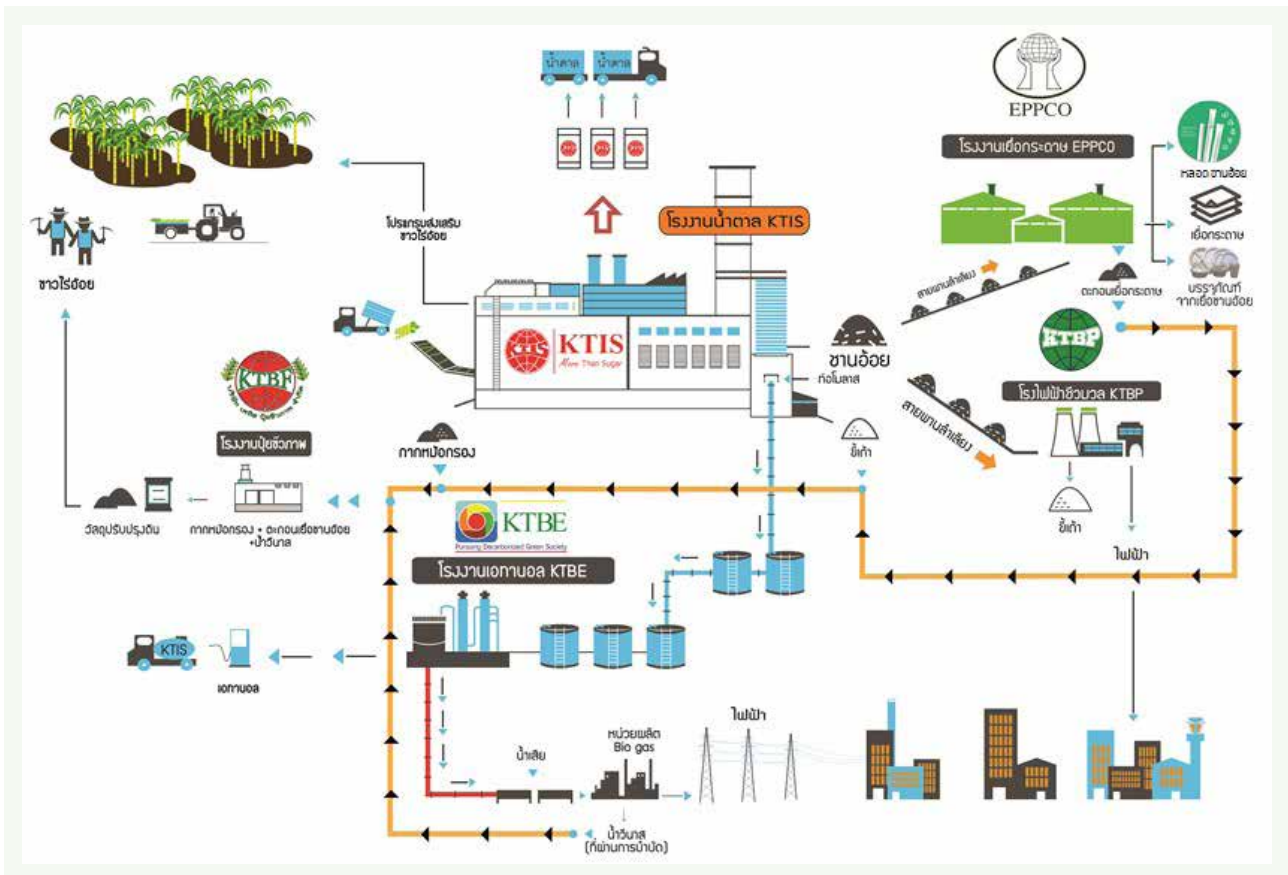 น้ำตาล
น้ำตาล
EPPCO
โรงงานเยื่อกระดาษ EPPCO
หลอดชานอ้อย
เยื่อกระดาษ
บรรจุภัณฑ์
จากเยื่อชานอ้อย
ตะกอนเยื่อกระดาษ
สายพานลำเลียง
โรงงานน้ำตาล KTIS
โปรแกรมส่งเสริม
ชาวไร่อ้อย
ชาวไร่อ้อย
KTIS
KTIS
More Than Sugar
ชานอ้อย
ท่อโมลาส
KTBP
โรงไฟฟ้าชีวมวล KTBP
สายพานลำเลียง
ขี้เถ้า
ขี้เถ้า
ไฟฟ้า
KTBF
โรงงานปุ๋ยชีวภาพ
กากหม้อกรอง
วัสดุปรับปรุงดิน
กากหม้อกรอง + ตะกอนเยื่อชานอ้อย
+น้ำวีนาส
KTBE
Pursuing Decarbonized Green Society
โรงงานเอทานอล KTBE
KTIS
เอทานอล
น้ำเสีย
หน่วยผลิต
Bio gas
ไฟฟ้า
น้ำวีนาส
(ที่ผ่านการบำบัด)